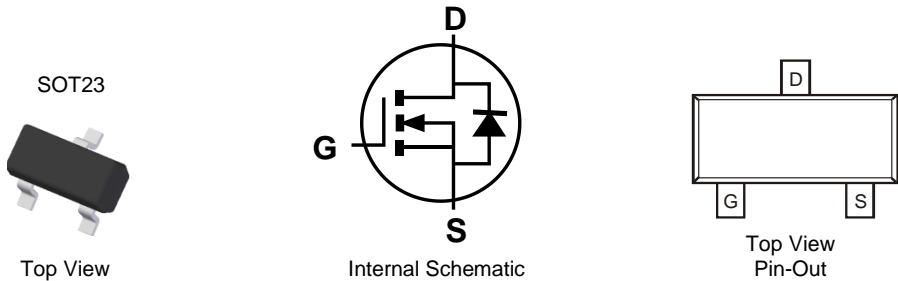 SOT23
Top View
D
G
S
Internal Schematic
D
G
S
Top View
Pin-Out